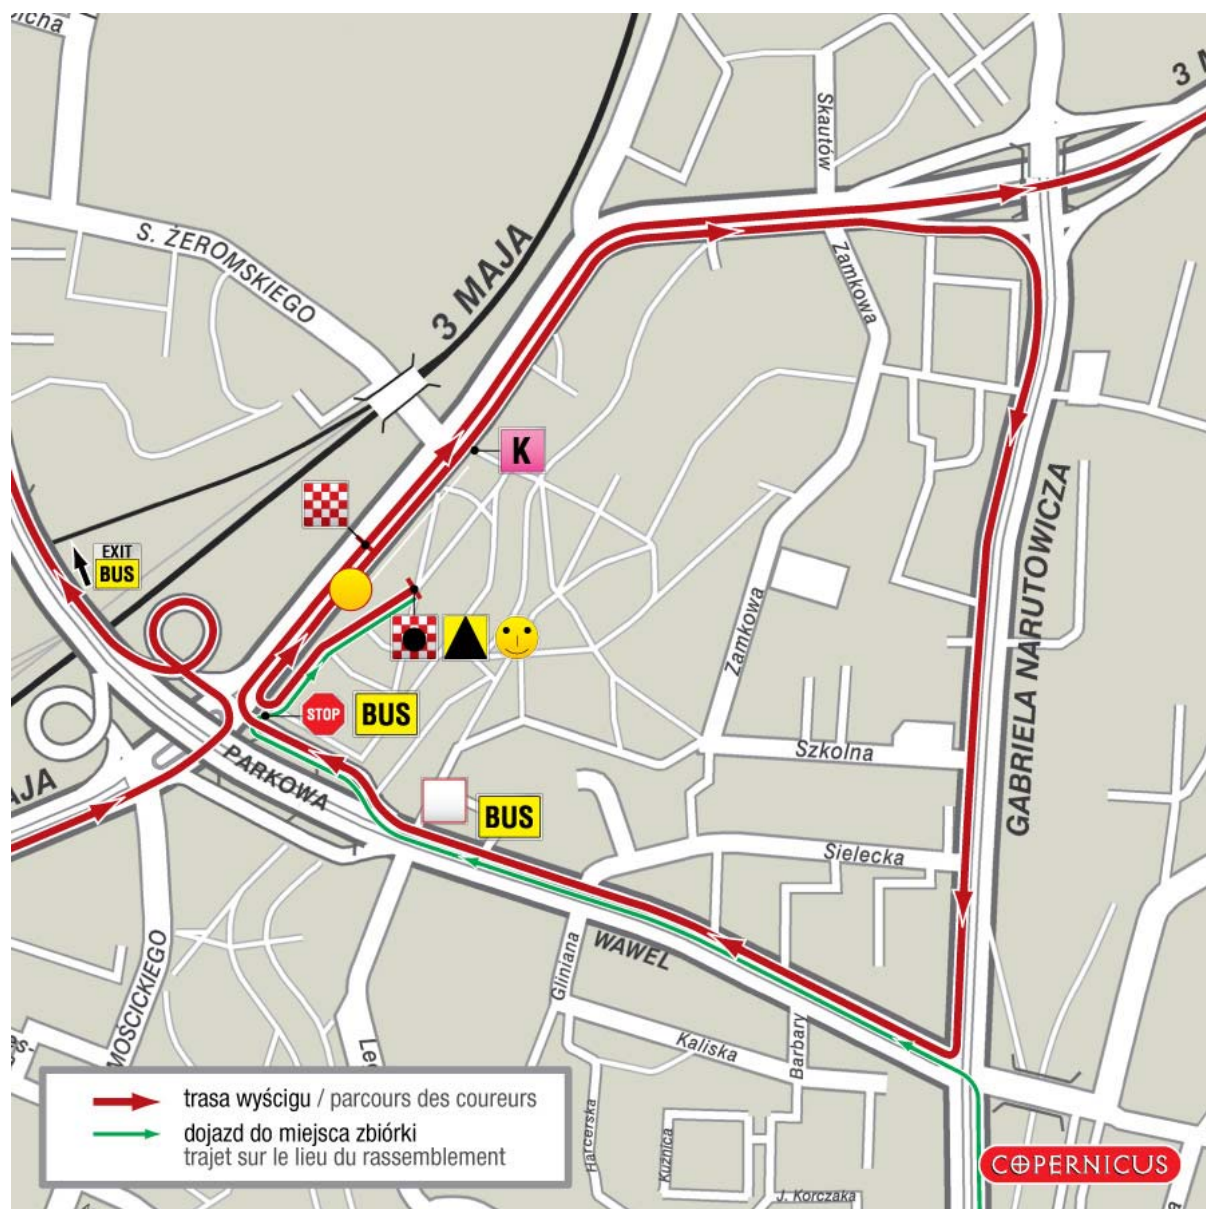 3 MAJA
Skautów
S. ŻEROMSKIEGO
3 MAJA
Zamkowa
K
EXIT
BUS
GABRIELA NARUTOWICZA
Zamkowa
STOP
BUS
Szkolna
PARKOWA
BUS
Sielecka
WAWEL
Gliniana
MOŚCICKIEGO
Kaliska
Barbary
Harcerska
Kuźnica
J. Korczaka
trasa wyścigu / parcours des coureurs
dojazd do miejsca zbiórki
trajet sur le lieu du rassemblement
COPERNICUS